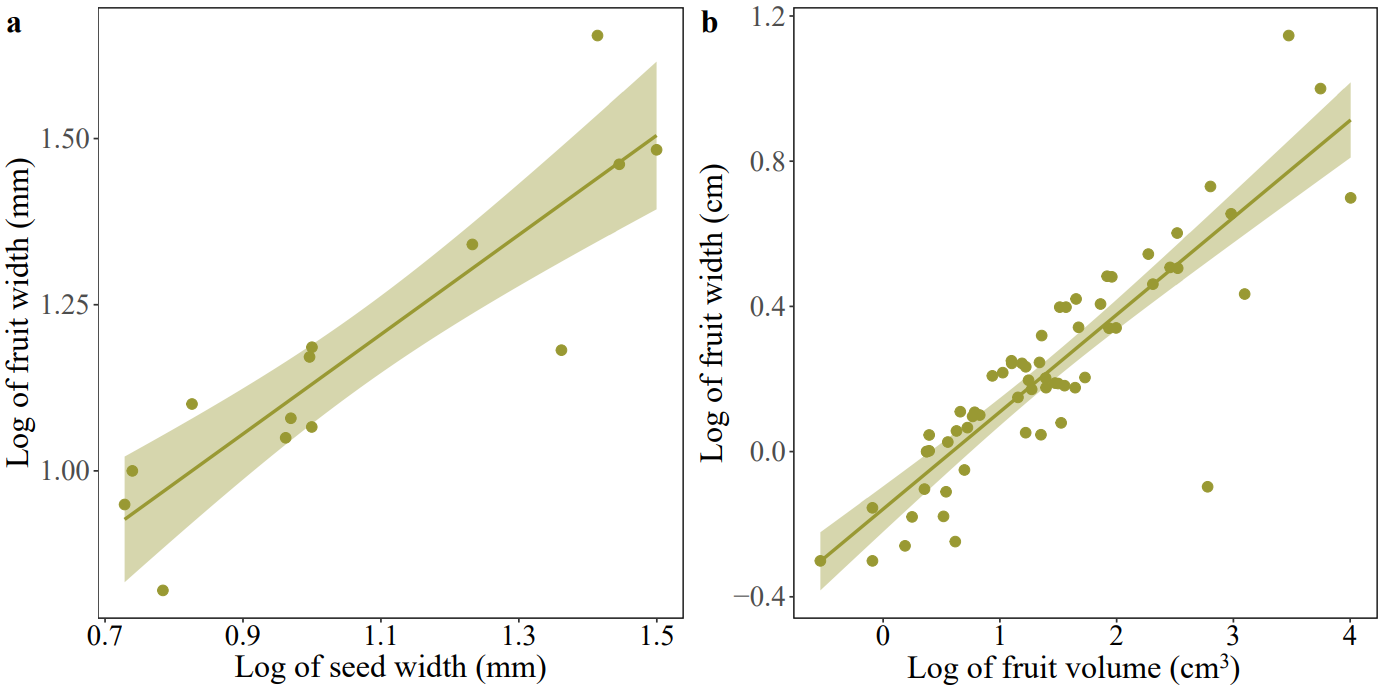 a
Log of fruit width (mm)
1.50
1.25
1.00
0.7 0.9 1.1 1.3 1.5
Log of seed width (mm)
b
Log of fruit width (cm)
1.2
0.8
0.4
0.0
−0.4
0 1 2 3 4
Log of fruit volume (cm³)